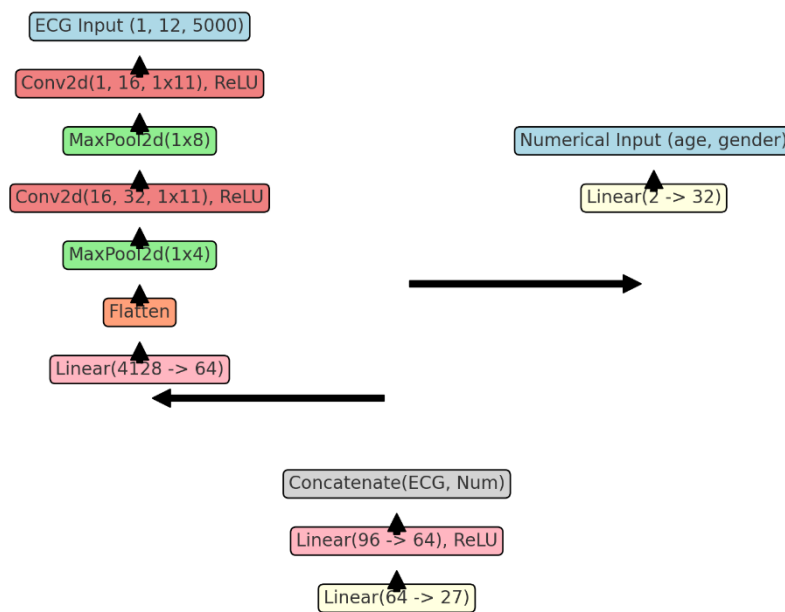 ECG Input (1, 12, 5000)
Conv2d(1, 16, 1x11), ReLU
MaxPool2d(1x8)
Conv2d(16, 32, 1x11), ReLU
MaxPool2d(1x4)
Flatten
Linear(4128 -> 64)
Numerical Input (age, gender)
Linear(2 -> 32)
Concatenate(ECG, Num)
Linear(96 -> 64), ReLU
Linear(64 -> 27)